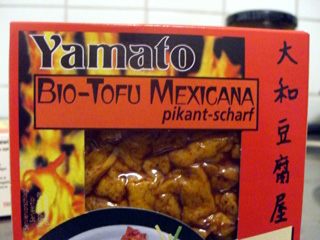 Yamato
BIO-TOFU MEXICANA
pikant-scharf
大和豆腐屋